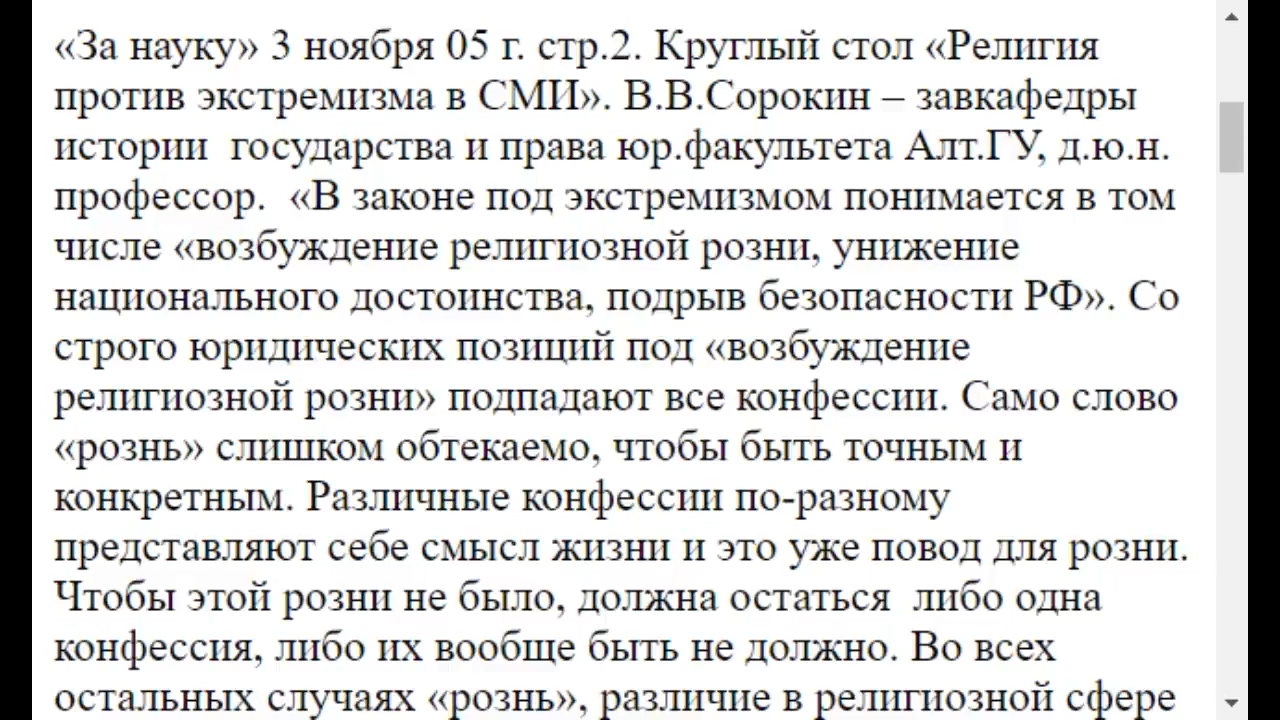 «За науку» 3 ноября 05 г. стр.2. Круглый стол «Религия
против экстремизма в СМИ». В.В.Сорокин – завкафедры
истории  государства и права юр.факультета Алт.ГУ, д.ю.н.
профессор.  «В законе под экстремизмом понимается в том
числе «возбуждение религиозной розни, унижение
национального достоинства, подрыв безопасности РФ». Со
строго юридических позиций под «возбуждение
религиозной розни» подпадают все конфессии. Само слово
«рознь» слишком обтекаемо, чтобы быть точным и
конкретным. Различные конфессии по-разному
представляют себе смысл жизни и это уже повод для розни.
Чтобы этой розни не было, должна остаться  либо одна
конфессия, либо их вообще быть не должно. Во всех
остальных случаях «рознь», различие в религиозной сфере